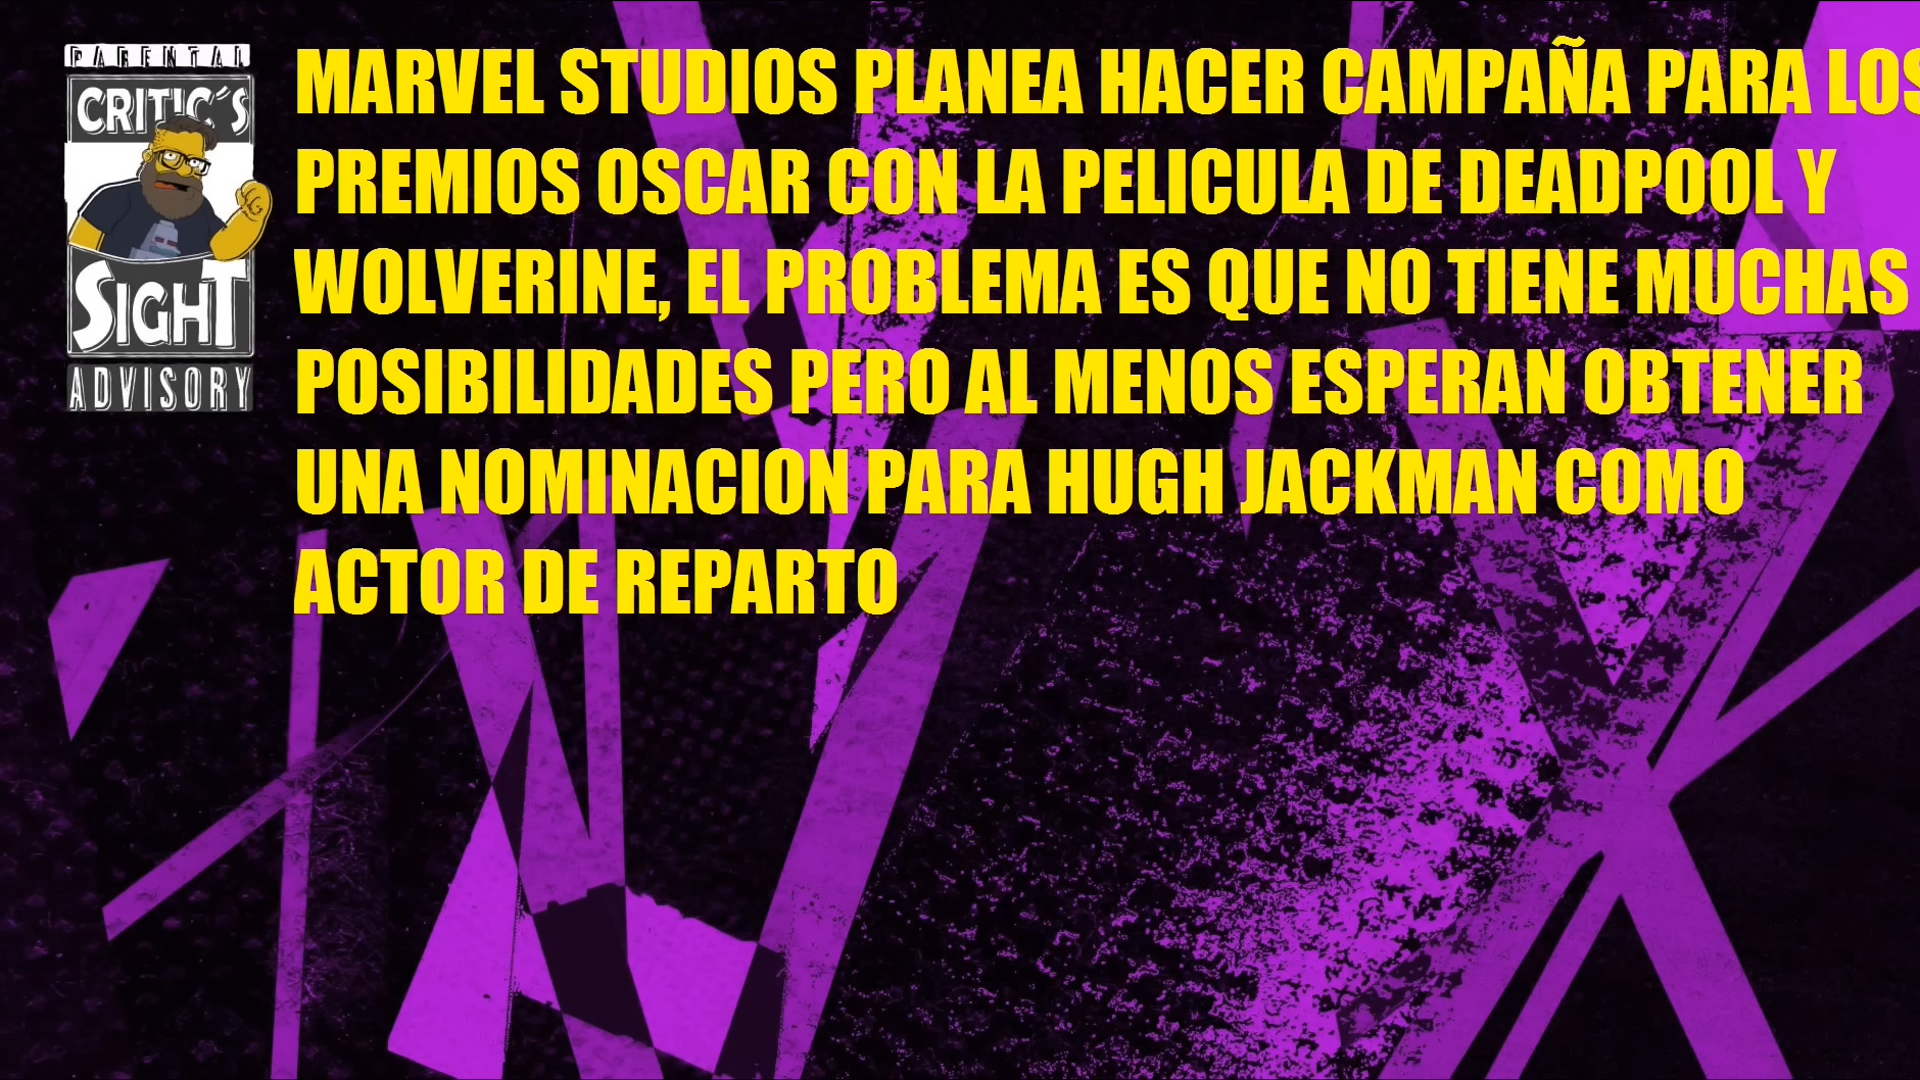 PARENTAL
CRITIC´S
SIGHT
ADVISORY
MARVEL STUDIOS PLANEA HACER CAMPAÑA PARA LOS
PREMIOS OSCAR CON LA PELICULA DE DEADPOOL Y
WOLVERINE, EL PROBLEMA ES QUE NO TIENE MUCHAS
POSIBILIDADES PERO AL MENOS ESPERAN OBTENER
UNA NOMINACION PARA HUGH JACKMAN COMO
ACTOR DE REPARTO